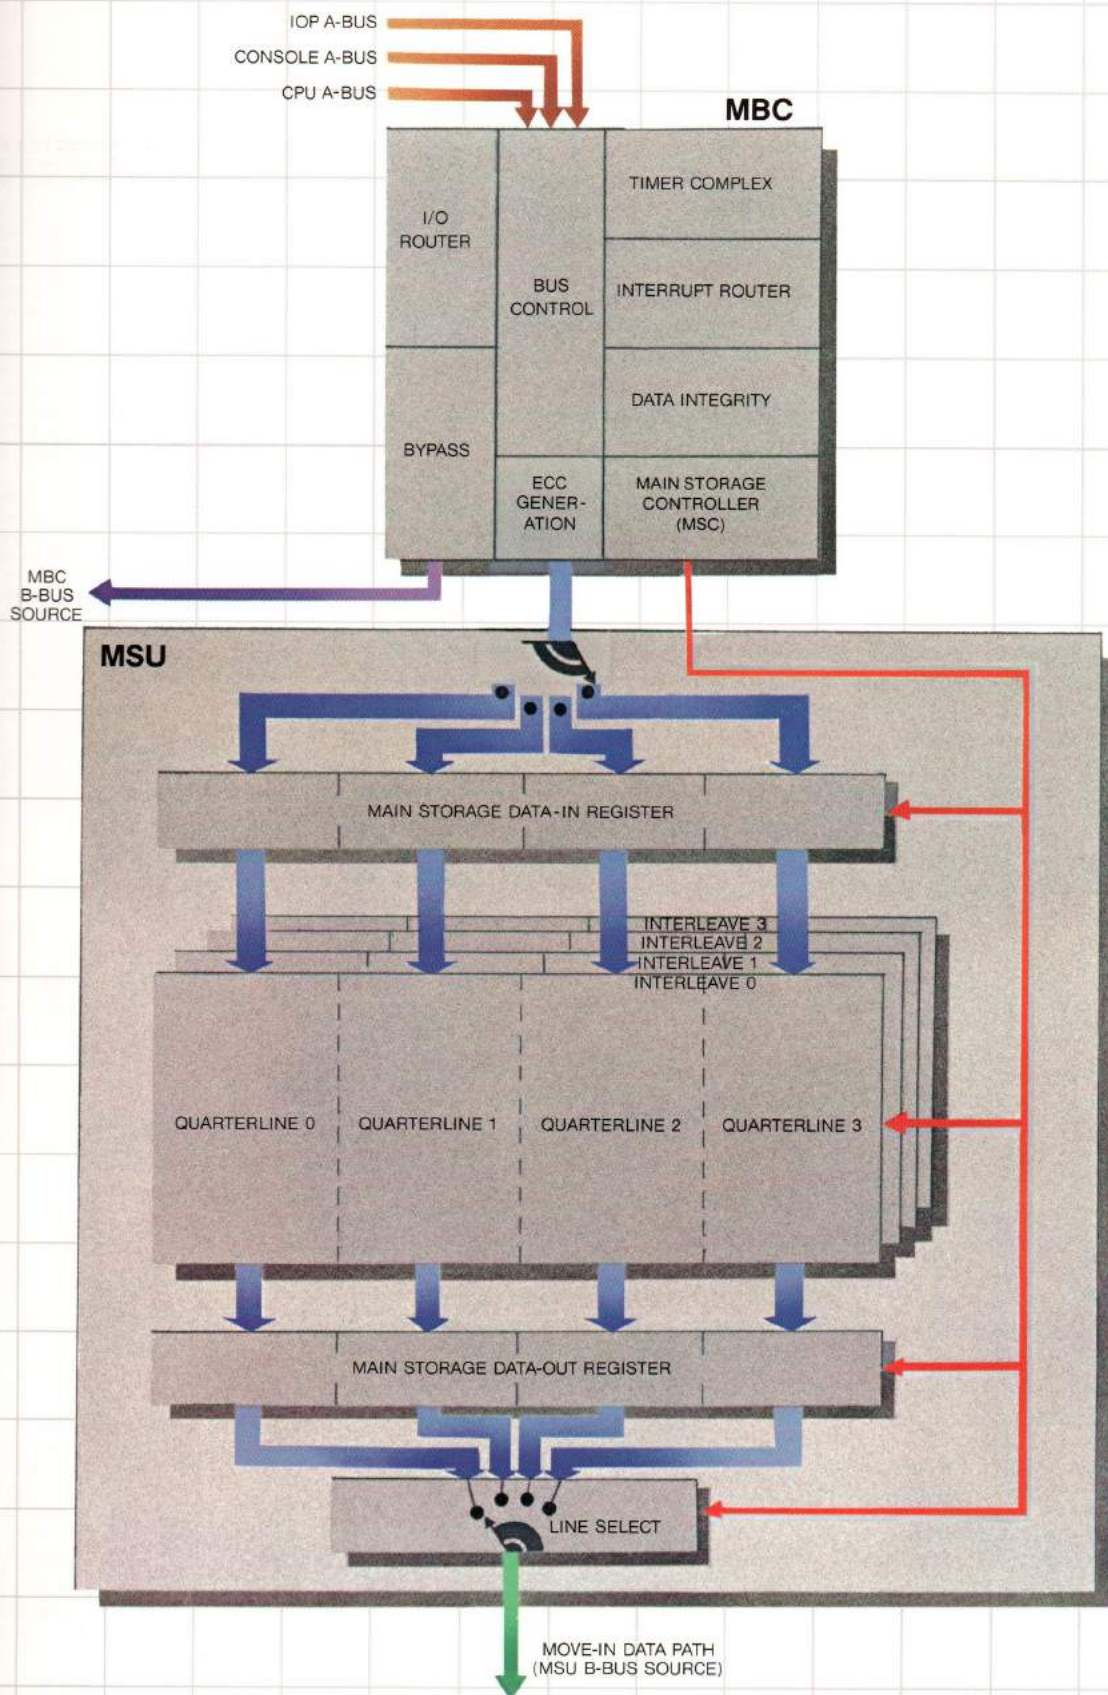 IOP A-BUS
CONSOLE A-BUS
CPU A-BUS
MBC
I/O
ROUTER
BUS
CONTROL
TIMER COMPLEX
INTERRUPT ROUTER
DATA INTEGRITY
BYPASS
ECC
GENER-
ATION
MAIN STORAGE
CONTROLLER
(MSC)
MBC
B-BUS
SOURCE
MSU
MAIN STORAGE DATA-IN REGISTER
INTERLEAVE 3
INTERLEAVE 2
INTERLEAVE 1
INTERLEAVE 0
QUARTERLINE 0
QUARTERLINE 1
QUARTERLINE 2
QUARTERLINE 3
MAIN STORAGE DATA-OUT REGISTER
LINE SELECT
MOVE-IN DATA PATH
(MSU B-BUS SOURCE)